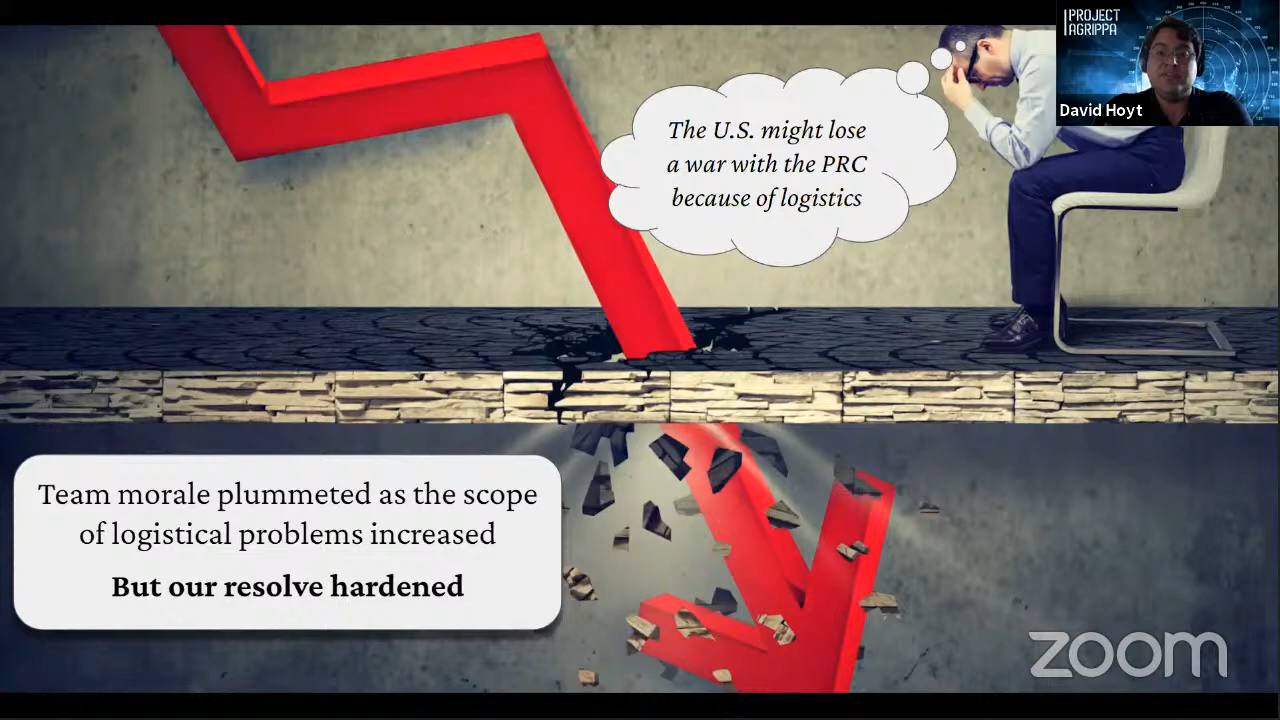 PROJECT
AGRIPPA
David Hoyt
The U.S. might lose
a war with the PRC
because of logistics
Team morale plummeted as the scope
of logistical problems increased
But our resolve hardened
zoom